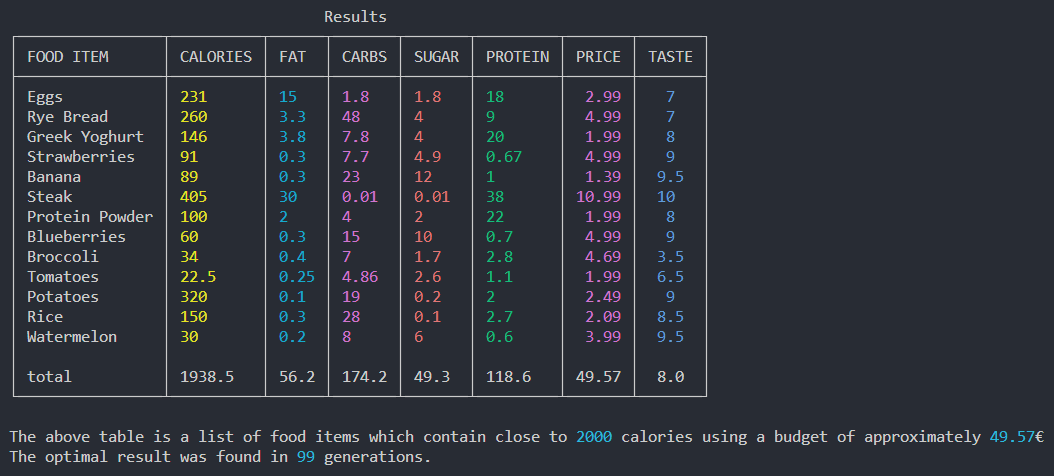 Results
FOOD ITEM CALORIES FAT CARBS SUGAR PROTEIN PRICE TASTE
Eggs 231 15 1.8 1.8 18 2.99 7
Rye Bread 260 3.3 48 4 9 4.99 7
Greek Yoghurt 146 3.8 7.8 4 20 1.99 8
Strawberries 91 0.3 7.7 4.9 0.67 4.99 9
Banana 89 0.3 23 12 1 1.39 9.5
Steak 405 30 0.01 0.01 38 10.99 10
Protein Powder 100 2 4 2 22 1.99 8
Blueberries 60 0.3 15 10 0.7 4.99 9
Broccoli 34 0.4 7 1.7 2.8 4.69 3.5
Tomatoes 22.5 0.25 4.86 2.6 1.1 1.99 6.5
Potatoes 320 0.1 19 0.2 2 2.49 9
Rice 150 0.3 28 0.1 2.7 2.09 8.5
Watermelon 30 0.2 8 6 0.6 3.99 9.5
total 1938.5 56.2 174.2 49.3 118.6 49.57 8.0
The above table is a list of food items which contain close to 2000 calories using a budget of approximately 49.57€
The optimal result was found in 99 generations.